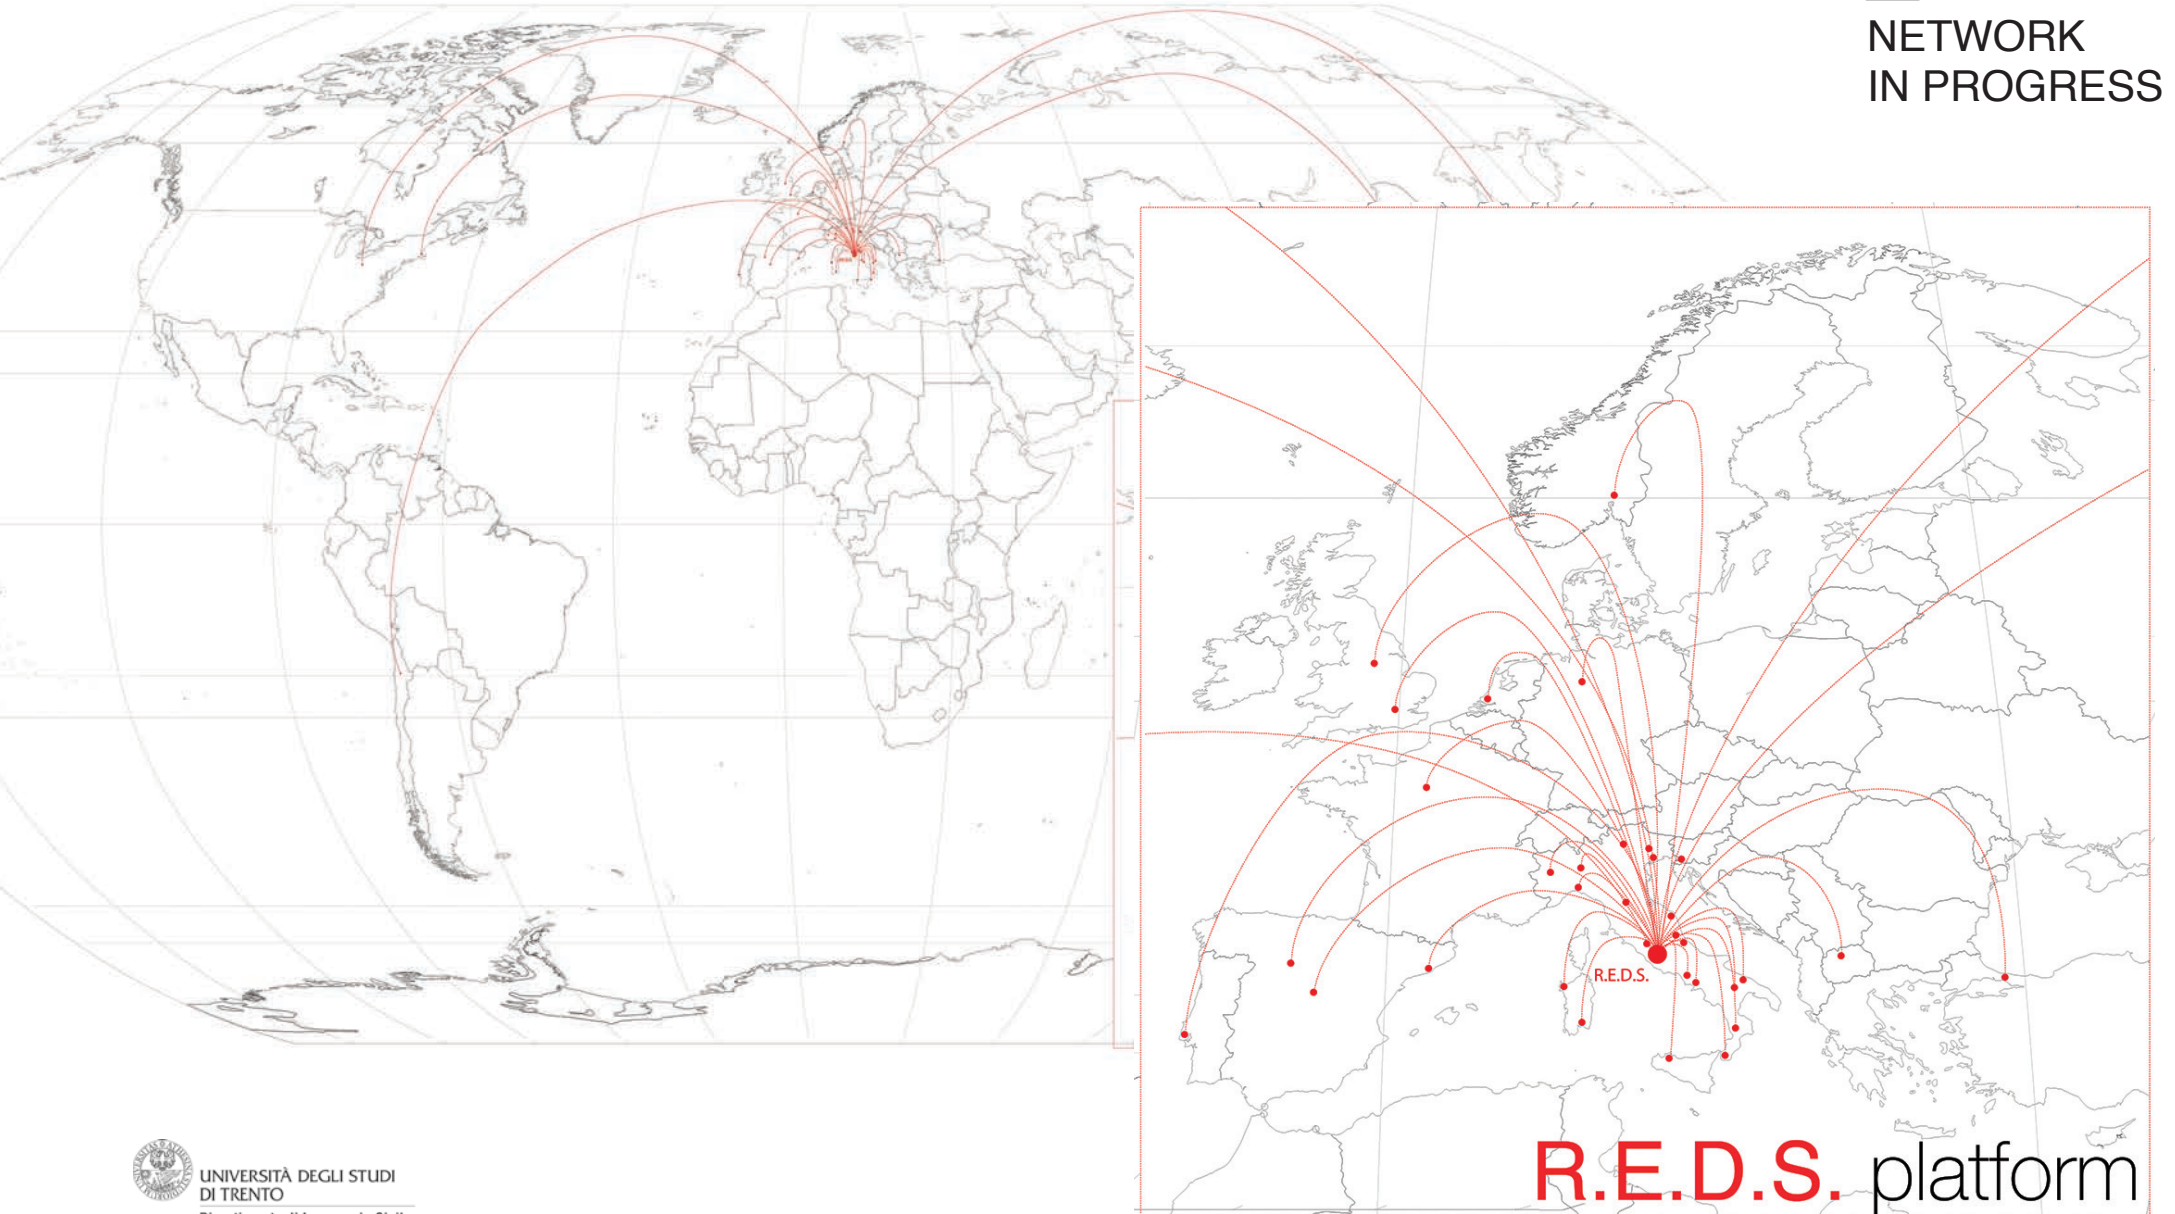 NETWORK
IN PROGRESS
R.E.D.S.
R.E.D.S. platform
UNIVERSITÀ DEGLI STUDI
DI TRENTO